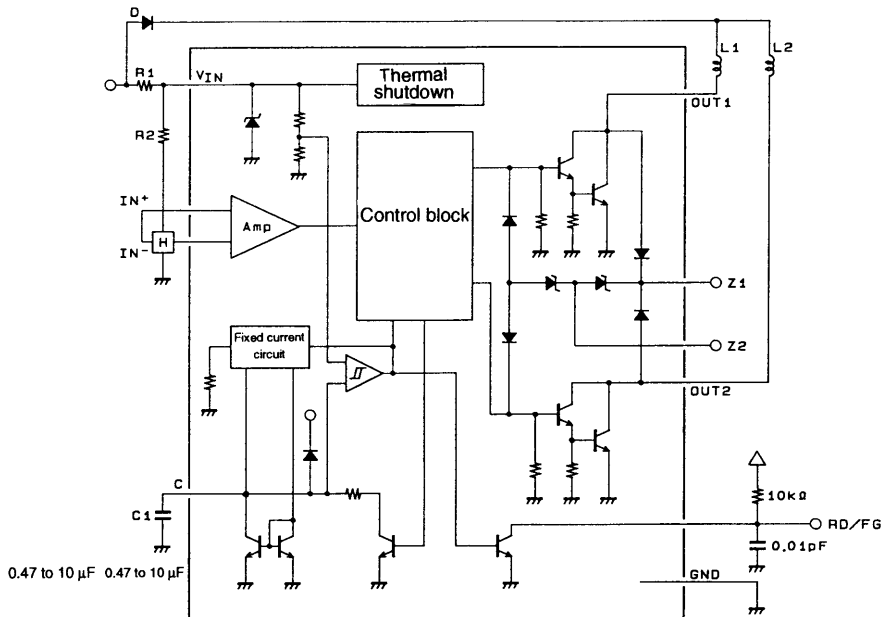 D
L1
L2
R1
VIN
Thermal
shutdown
OUT1
R2
IN+
Amp
Control block
IN-
H
Z1
Z2
Fixed current
circuit
OUT2
C
10kΩ
C1
RD/FG
0.01pF
0.47 to 10 µF 0.47 to 10 µF
GND